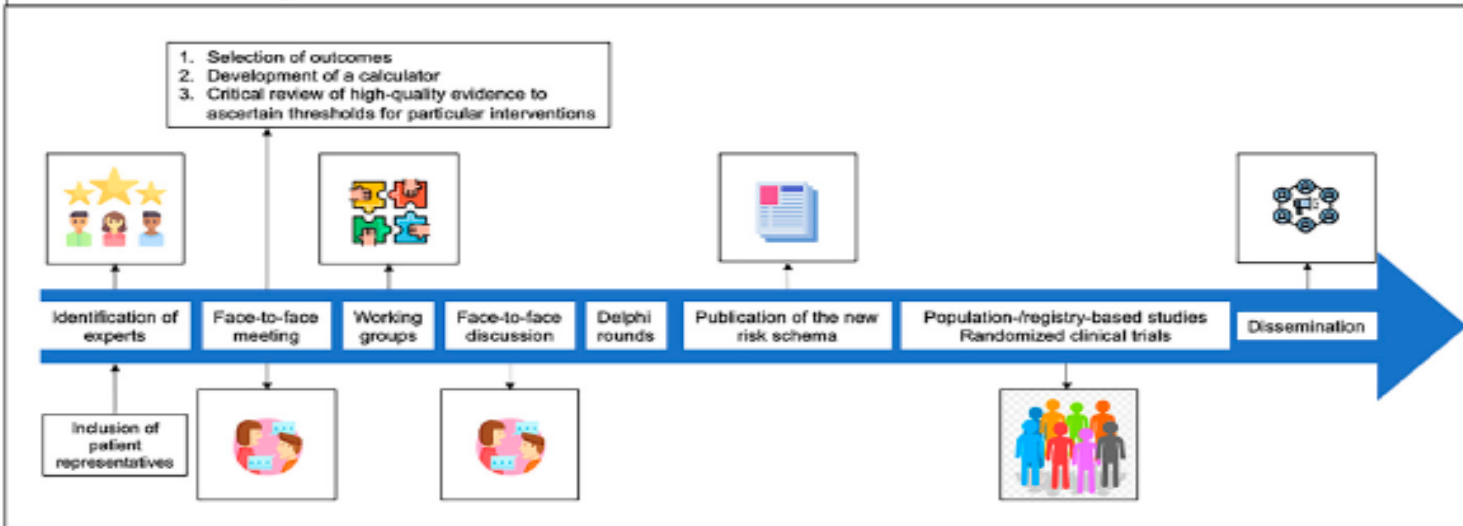 1. Selection of outcomes
2. Development of a calculator
3. Critical review of high-quality evidence to
ascertain thresholds for particular interventions
Identification of
experts
Face-to-face
meeting
Working
groups
Face-to-face
discussion
Delphi
rounds
Publication of the new
risk schema
Population-/registry-based studies
Randomized clinical trials
Dissemination
Inclusion of
patient
representatives